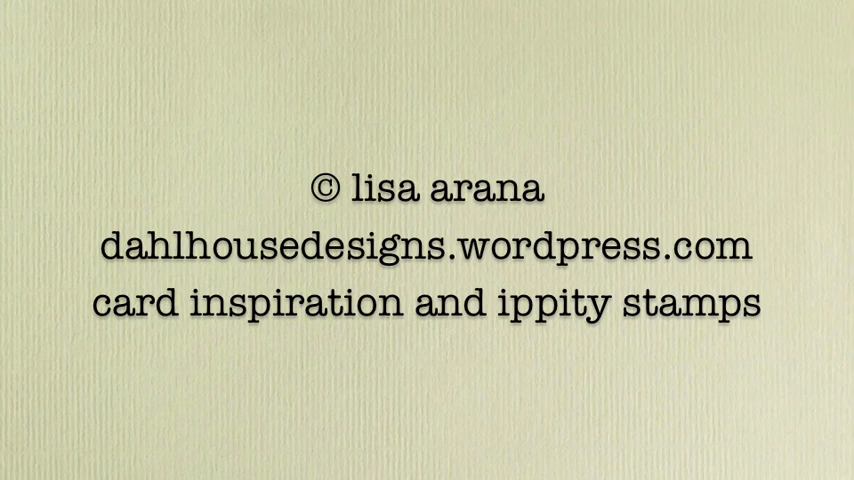 © lisa arana
dahlhousedesigns.wordpress.com
card inspiration and ippity stamps